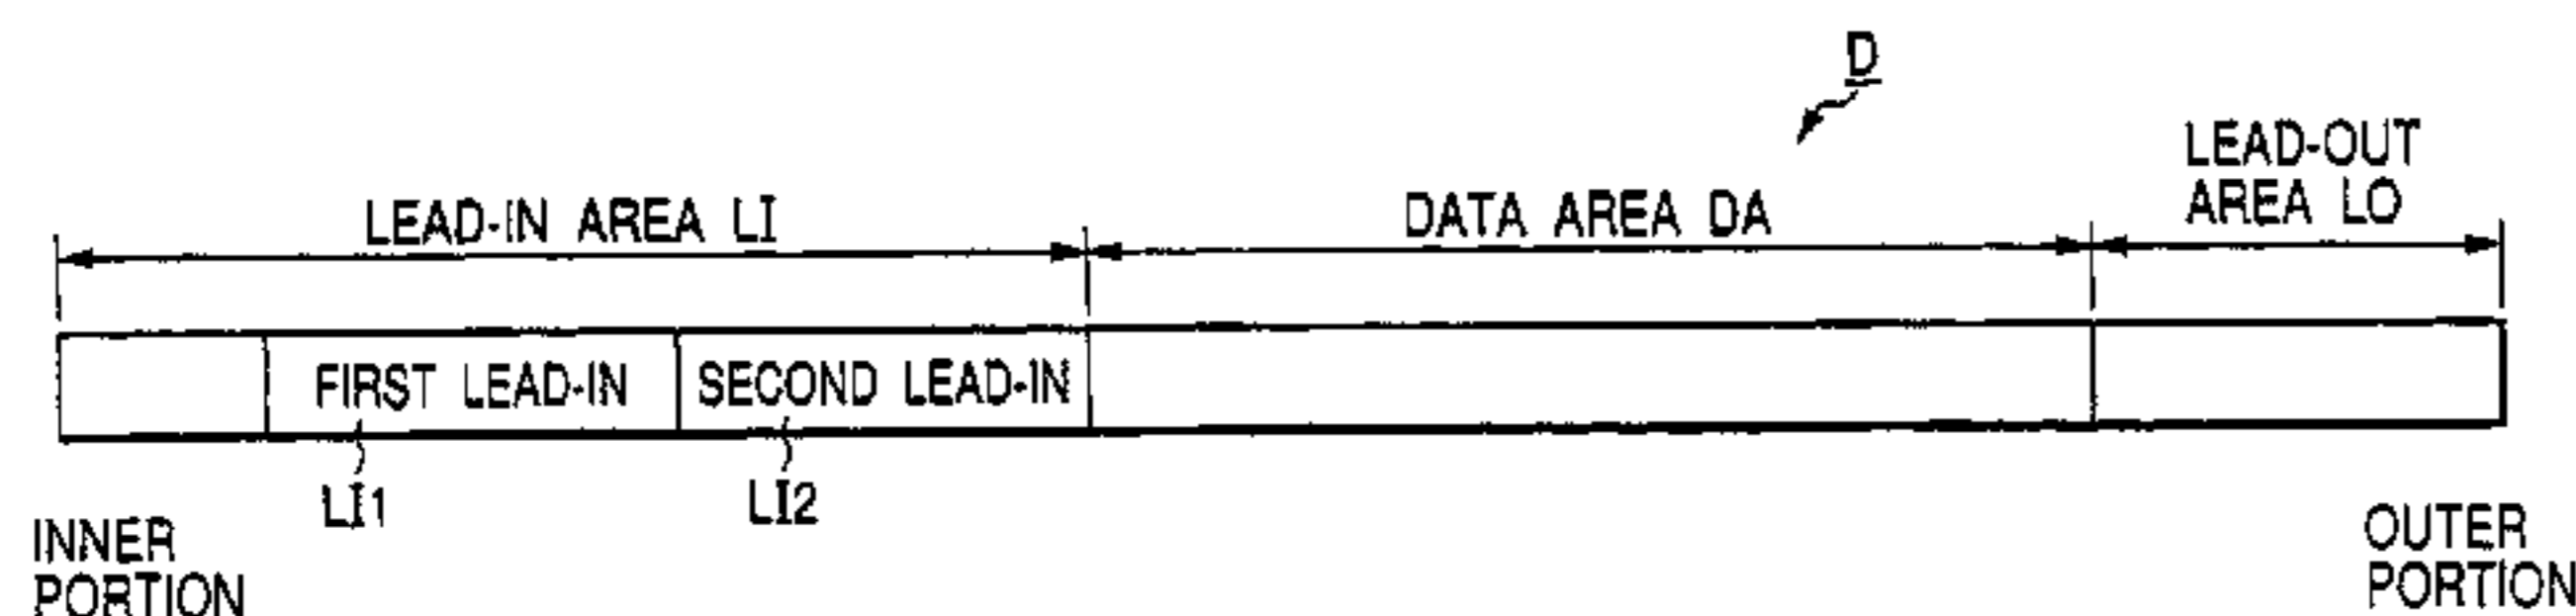 D
LEAD-OUT
AREA LO
LEAD-IN AREA LI
DATA AREA DA
FIRST LEAD-IN
SECOND LEAD-IN
LI1
LI2
INNER
PORTION
OUTER
PORTION